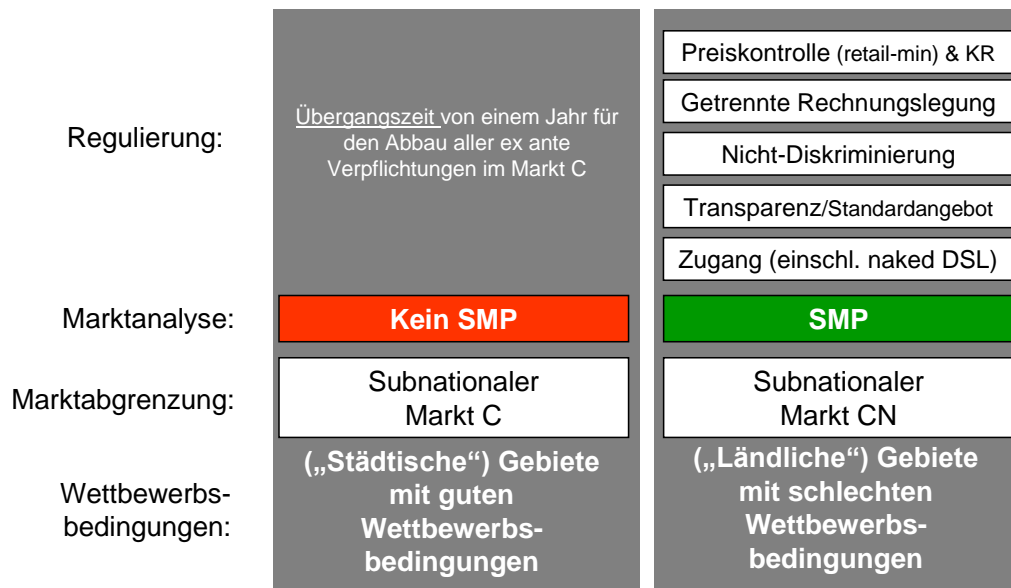 Regulierung:
Übergangszeit von einem Jahr für
den Abbau aller ex ante
Verpflichtungen im Markt C
Preiskontrolle (retail-min) & KR
Getrennte Rechnungslegung
Nicht-Diskriminierung
Transparenz/Standardangebot
Zugang (einschl. naked DSL)
Marktanalyse:
Kein SMP
SMP
Marktabgrenzung:
Subnationaler
Markt C
Subnationaler
Markt CN
Wettbewerbs-
bedingungen:
(„Städtische“) Gebiete
mit guten
Wettbewerbs-
bedingungen
(„Ländliche“) Gebiete
mit schlechten
Wettbewerbs-
bedingungen